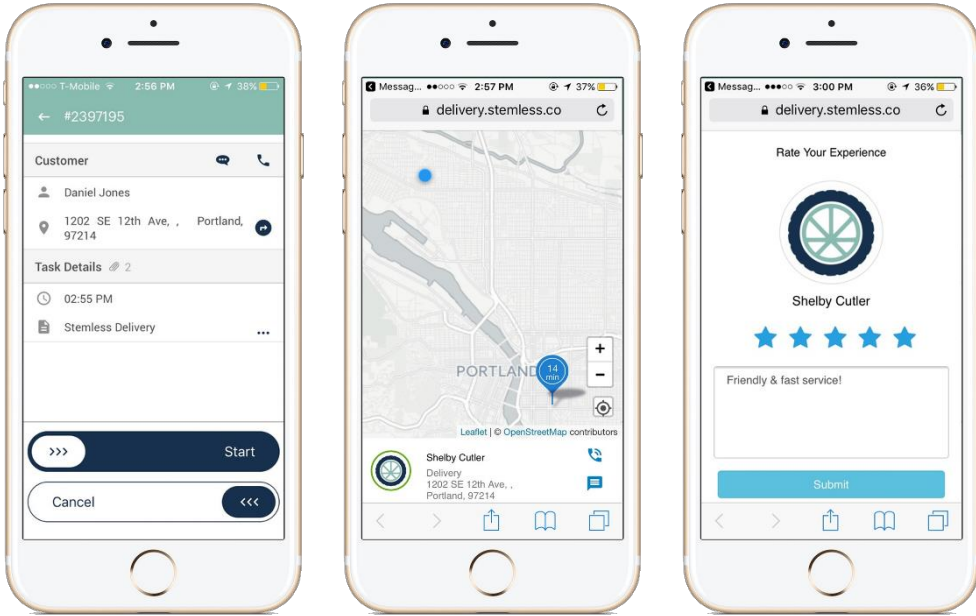 T-Mobile 2:56 PM 38%
#2397195
Customer
Daniel Jones
1202 SE 12th Ave, , Portland,
97214
Task Details 2
02:55 PM
Stemless Delivery
...
>>> Start
Cancel <<<
Messag... 2:57 PM 37%
delivery.stemless.co
PORTLAND
14
min
+
−
Leaflet | © OpenStreetMap contributors
Shelby Cutler
Delivery
1202 SE 12th Ave, ,
Portland, 97214
Messag... 3:00 PM 36%
delivery.stemless.co
Rate Your Experience
Shelby Cutler
Friendly & fast service!
Submit